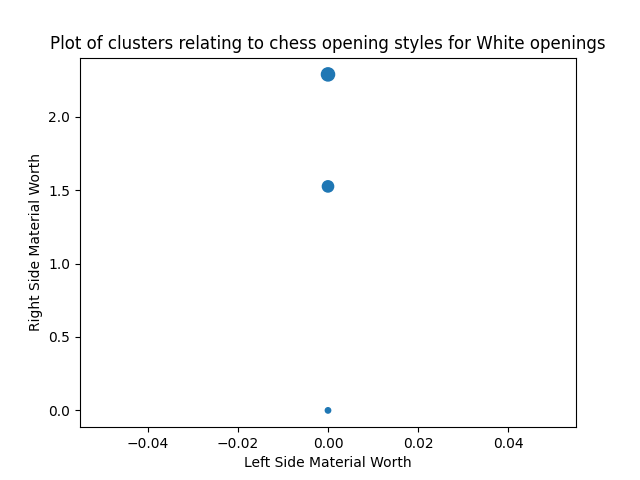 Plot of clusters relating to chess opening styles for White openings
2.0
1.5
1.0
0.5
0.0
Right Side Material Worth
−0.04 −0.02 0.00 0.02 0.04
Left Side Material Worth